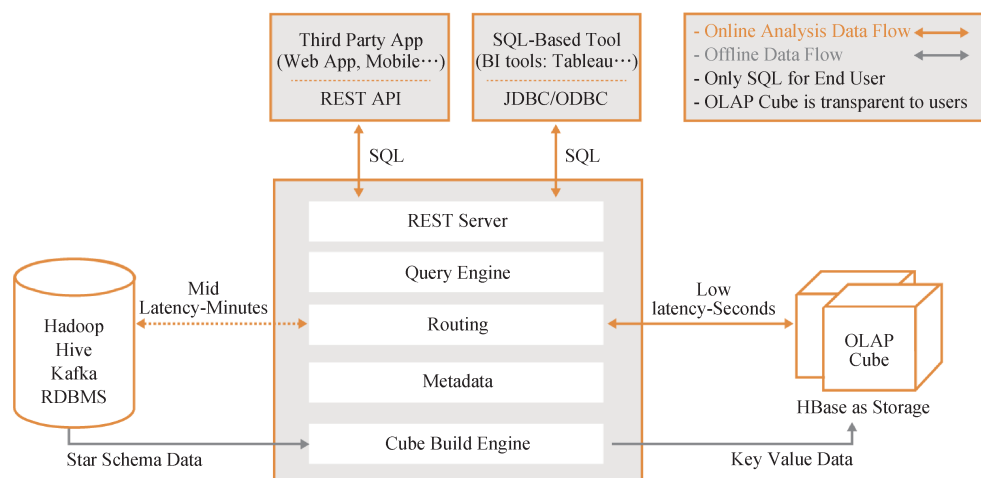 Third Party App
(Web App, Mobile…)
REST API
SQL-Based Tool
(BI tools: Tableau…)
JDBC/ODBC
- Online Analysis Data Flow
- Offline Data Flow
- Only SQL for End User
- OLAP Cube is transparent to users
SQL
SQL
REST Server
Query Engine
Routing
Metadata
Cube Build Engine
Mid
Latency-Minutes
Low
latency-Seconds
Hadoop
Hive
Kafka
RDBMS
OLAP
Cube
HBase as Storage
Star Schema Data
Key Value Data